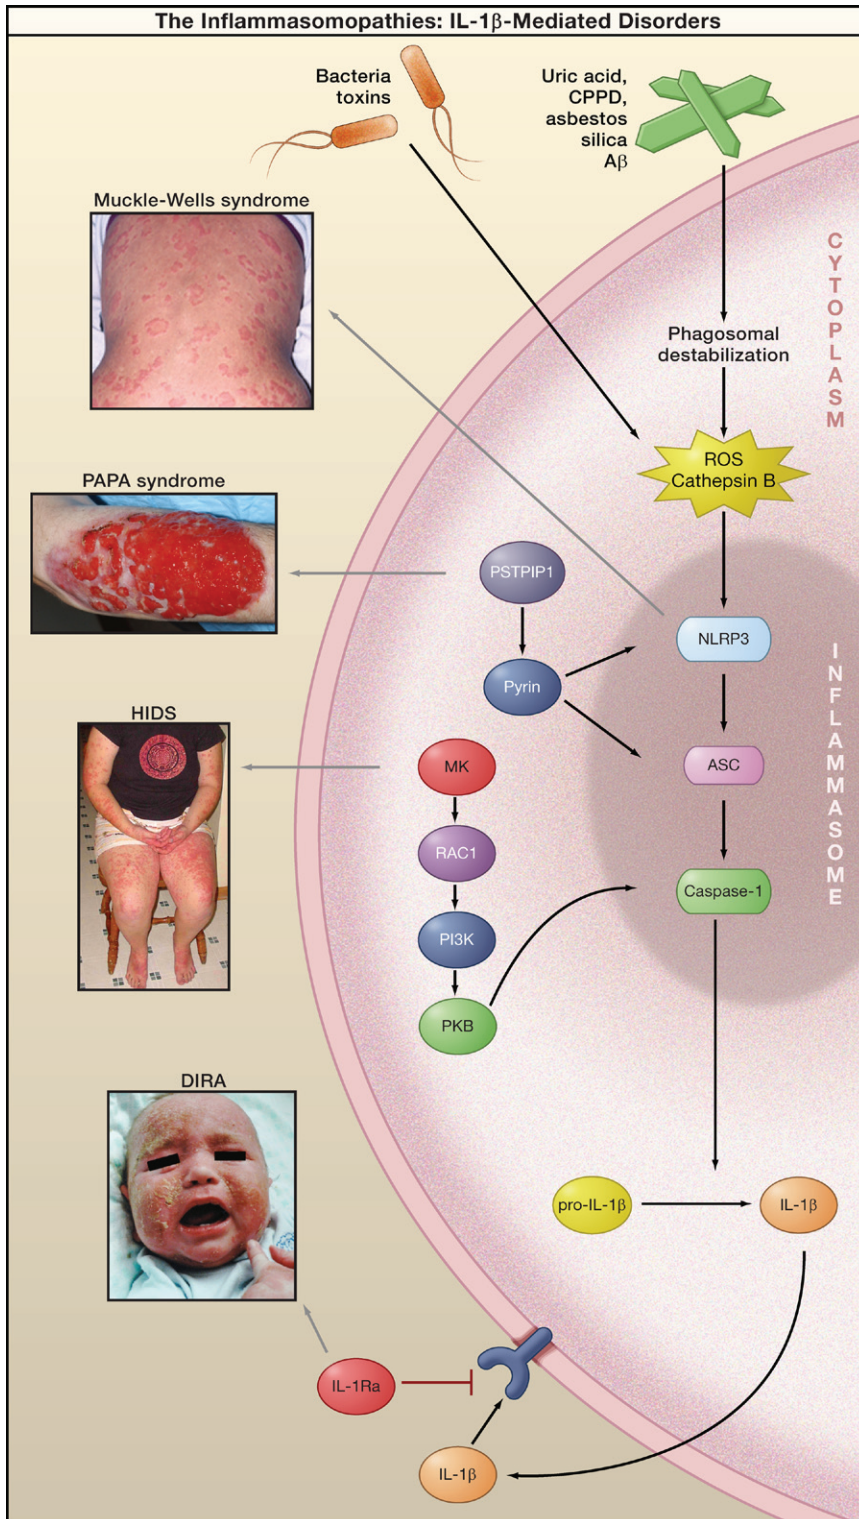 The Inflammasomopathies: IL-1β-Mediated Disorders
Bacteria
toxins
Uric acid,
CPPD,
asbestos
silica
Aβ
Muckle-Wells syndrome
CYTOPLASM
Phagosomal
destabilization
ROS
Cathepsin B
PAPA syndrome
PSTPIP1
NLRP3
Pyrin
INFLAMMASOME
HIDS
MK
ASC
RAC1
Caspase-1
PI3K
PKB
DIRA
pro-IL-1β
IL-1β
IL-1Ra
IL-1β